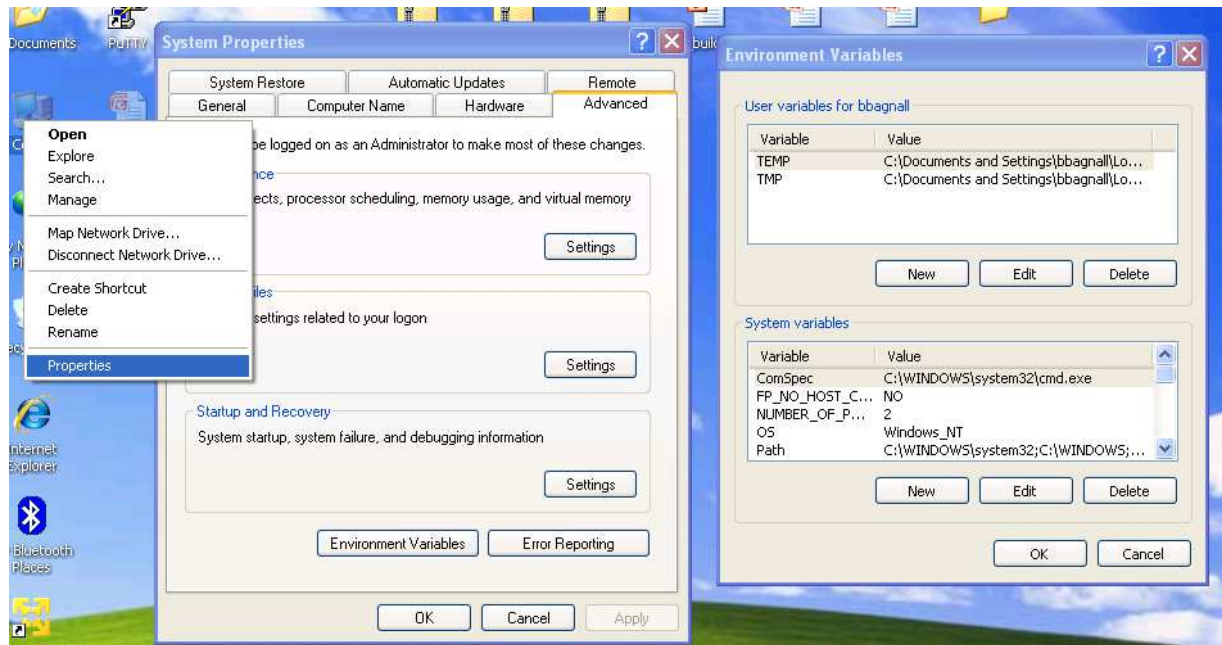 Documents
PuTTY
System Properties
System Restore Automatic Updates Remote
General Computer Name Hardware Advanced
be logged on as an Administrator to make most of these changes.
processor scheduling, memory usage, and virtual memory
Settings
settings related to your logon
Settings
Startup and Recovery
System startup, system failure, and debugging information
Settings
Environment Variables Error Reporting
OK Cancel Apply
Open
Explore
Search...
Manage
Map Network Drive...
Disconnect Network Drive...
Create Shortcut
Delete
Rename
Properties
Internet
Explorer
Bluetooth
Places
Environment Variables
User variables for bbagnall
Variable Value
TEMP C:\Documents and Settings\bbagnall\Lo...
TMP C:\Documents and Settings\bbagnall\Lo...
New Edit Delete
System variables
Variable Value
ComSpec C:\WINDOWS\system32\cmd.exe
FP_NO_HOST_C... NO
NUMBER_OF_P... 2
OS Windows_NT
Path C:\WINDOWS\system32;C:\WINDOWS;...
New Edit Delete
OK Cancel